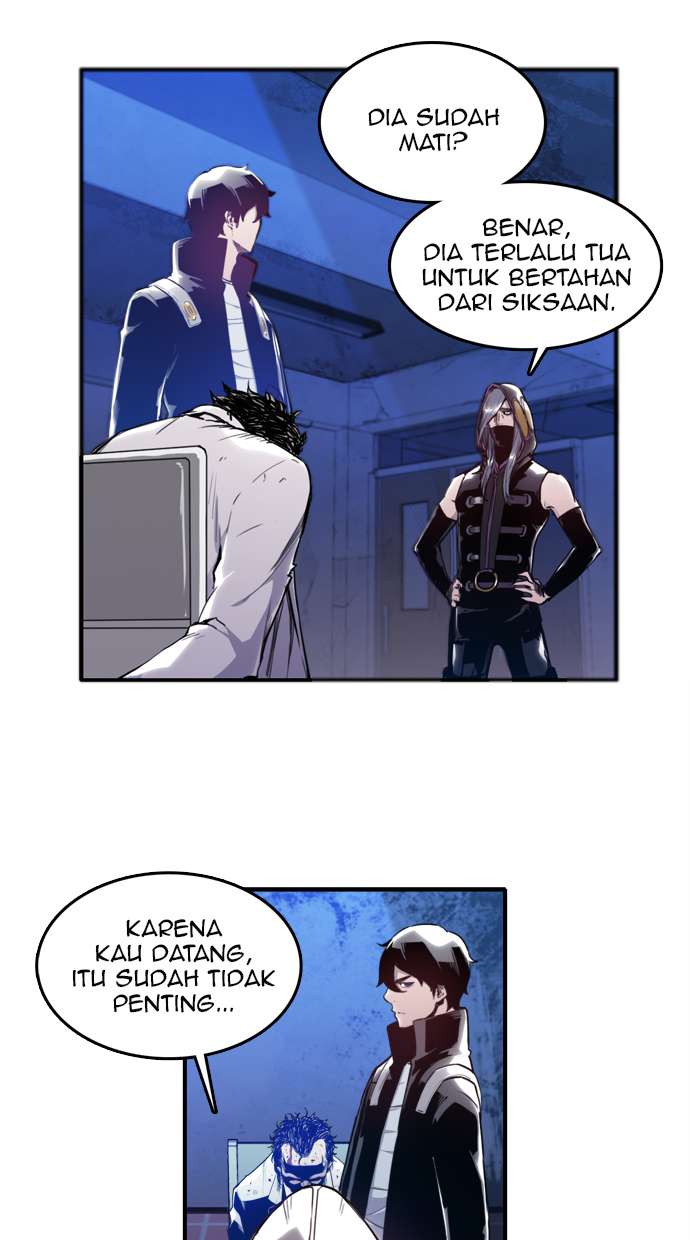 DIA SUDAH
MATI?
BENAR,
DIA TERLALU TUA
UNTUK BERTAHAN
DARI SIKSAAN.
KARENA
KAU DATANG,
ITU SUDAH TIDAK
PENTING...